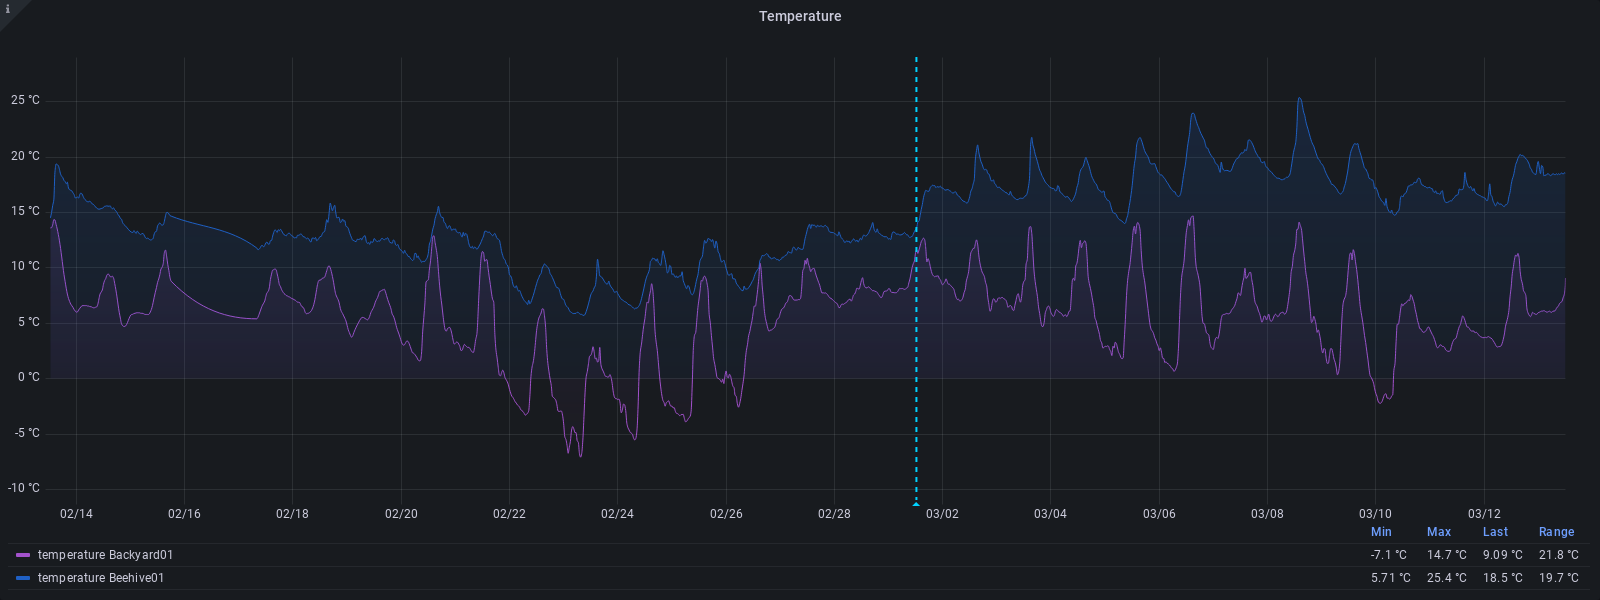 i
Temperature
25 °C
20 °C
15 °C
10 °C
5 °C
0 °C
-5 °C
-10 °C
02/14 02/16 02/18 02/20 02/22 02/24 02/26 02/28 03/02 03/04 03/06 03/08 03/10 03/12
Min Max Last Range
temperature Backyard01 -7.1 °C 14.7 °C 9.09 °C 21.8 °C
temperature Beehive01 5.71 °C 25.4 °C 18.5 °C 19.7 °C